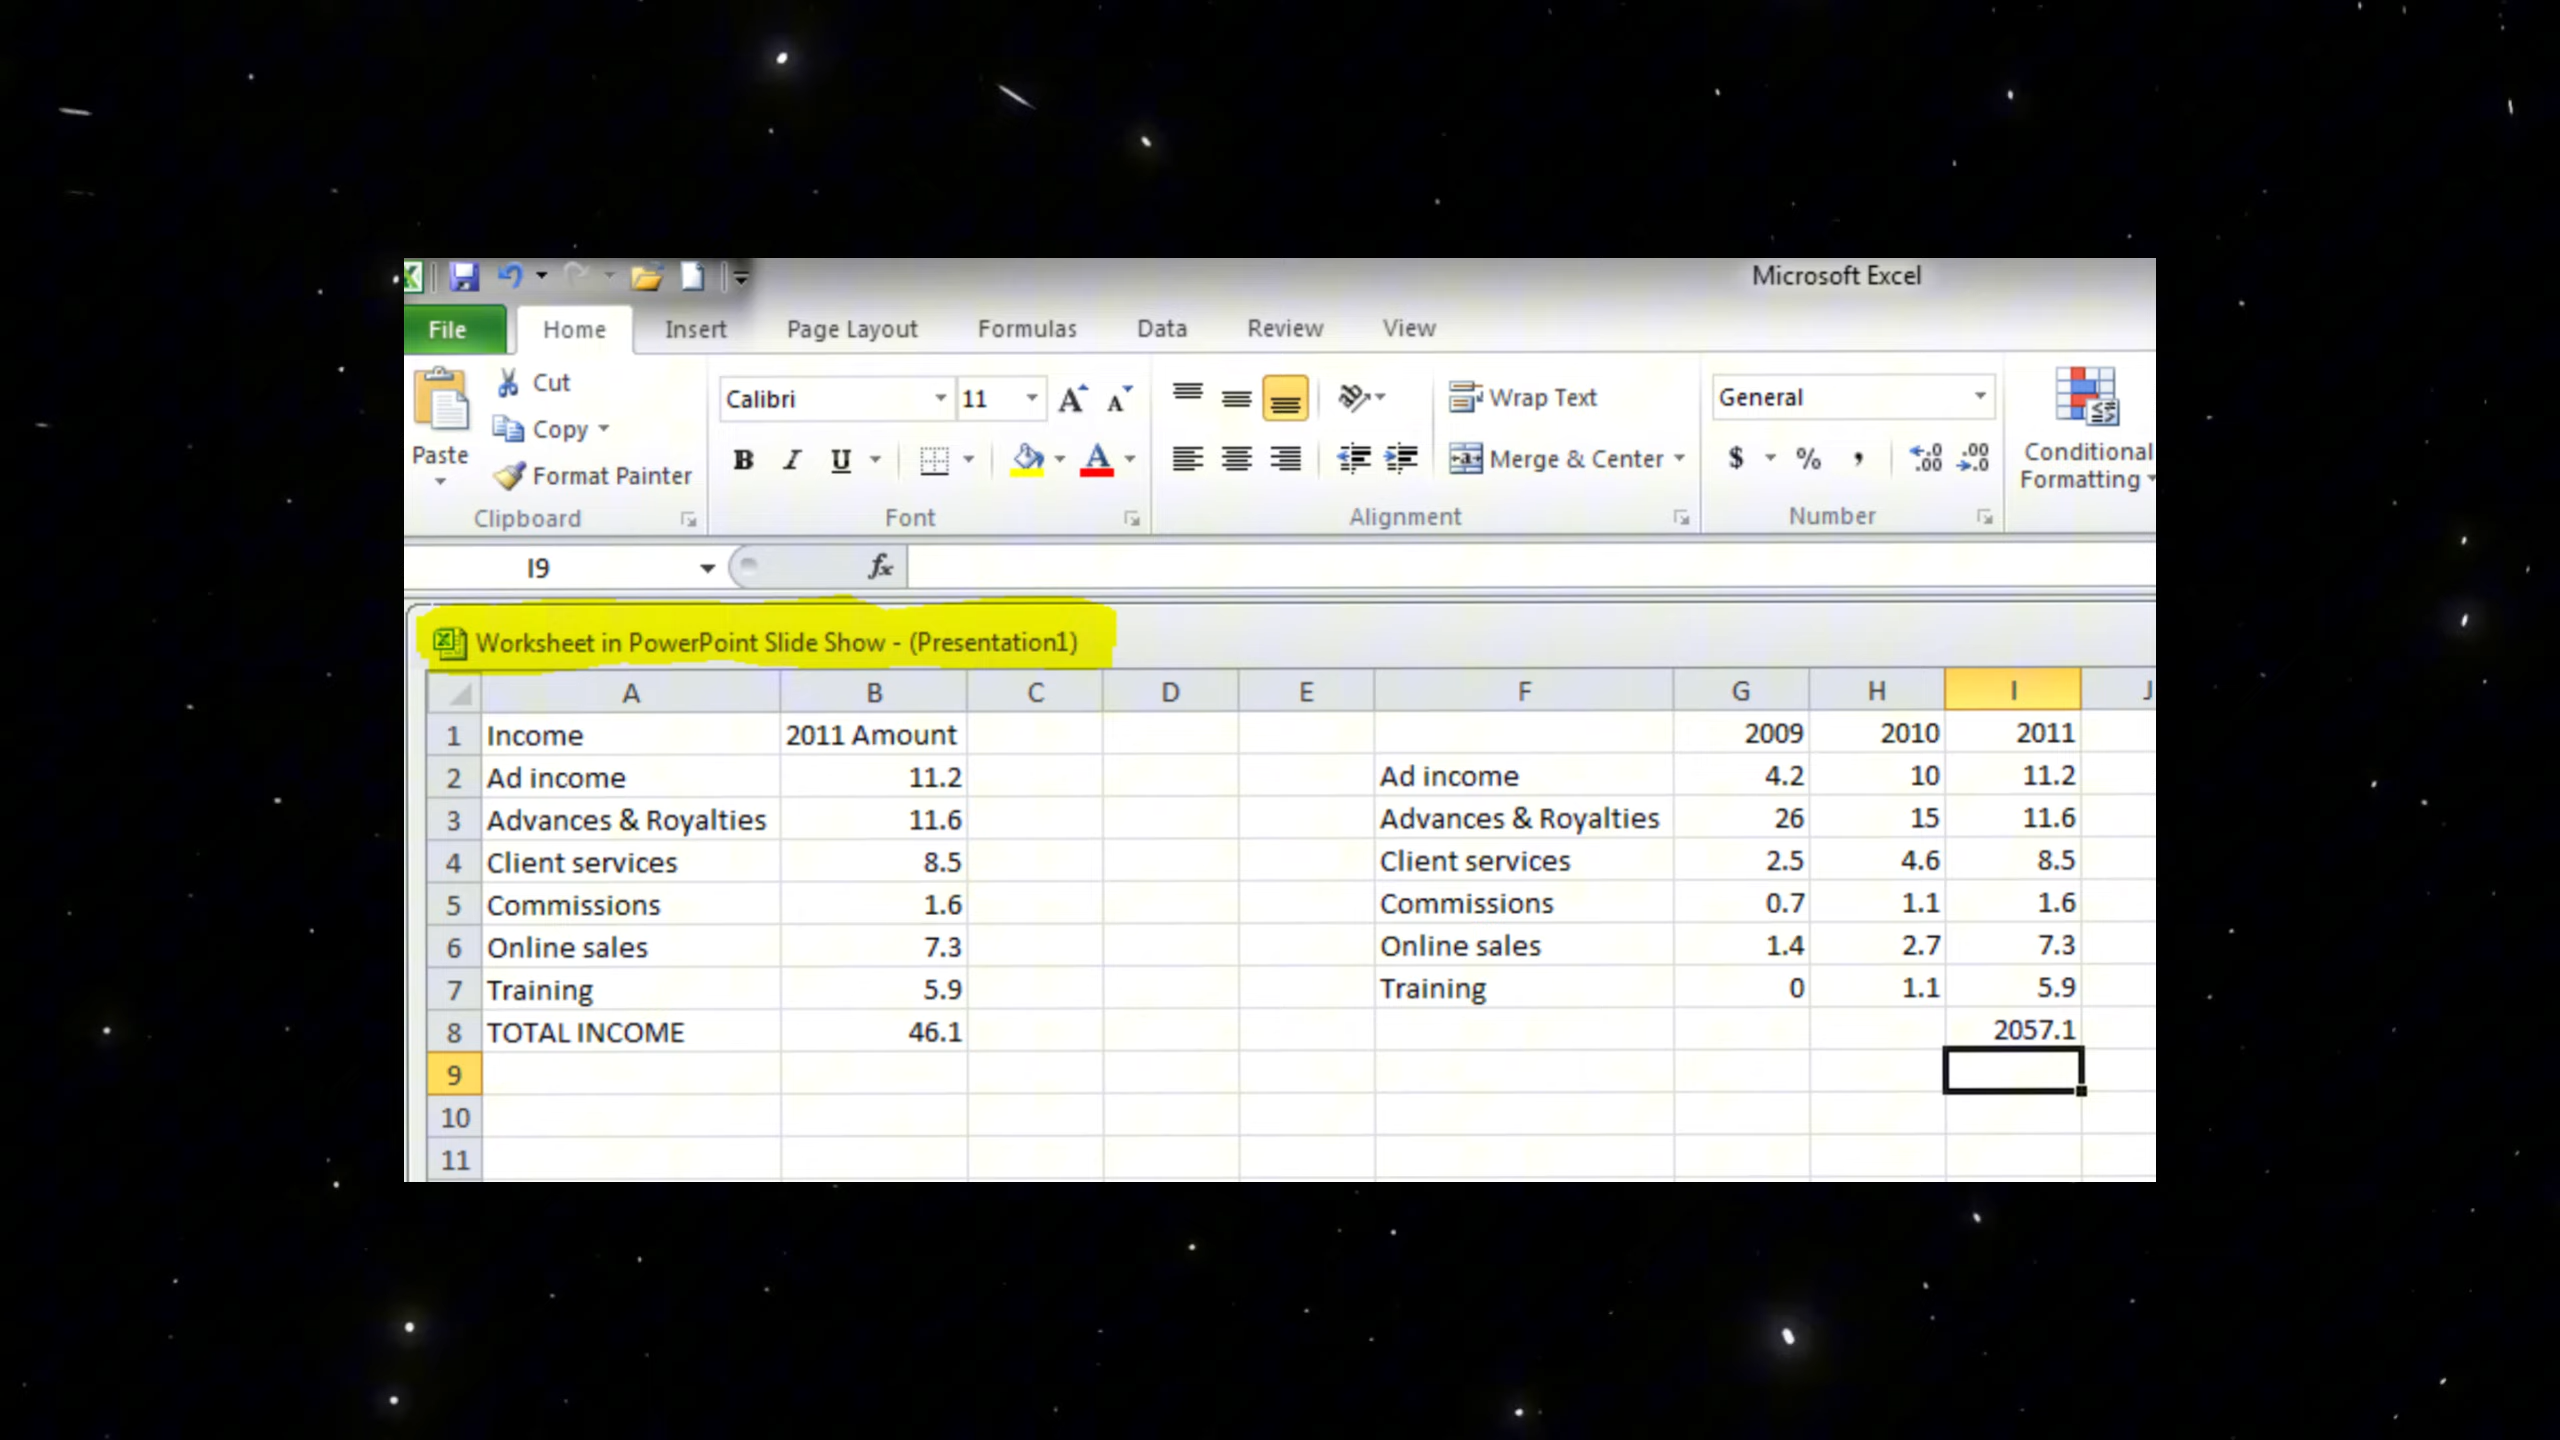 Microsoft Excel
File Home Insert Page Layout Formulas Data Review View
Cut
Copy
Format Painter
Paste
Clipboard
Calibri 11 A A
B I U A
Font
Wrap Text
Merge & Center
Alignment
General
$ % , .0 .00 .00 .0
Number
Conditional
Formatting
I9 fx
Worksheet in PowerPoint Slide Show - (Presentation1)
A B C D E F G H I J
1 Income 2011 Amount 2009 2010 2011
2 Ad income 11.2 Ad income 4.2 10 11.2
3 Advances & Royalties 11.6 Advances & Royalties 26 15 11.6
4 Client services 8.5 Client services 2.5 4.6 8.5
5 Commissions 1.6 Commissions 0.7 1.1 1.6
6 Online sales 7.3 Online sales 1.4 2.7 7.3
7 Training 5.9 Training 0 1.1 5.9
8 TOTAL INCOME 46.1 2057.1
9
10
11